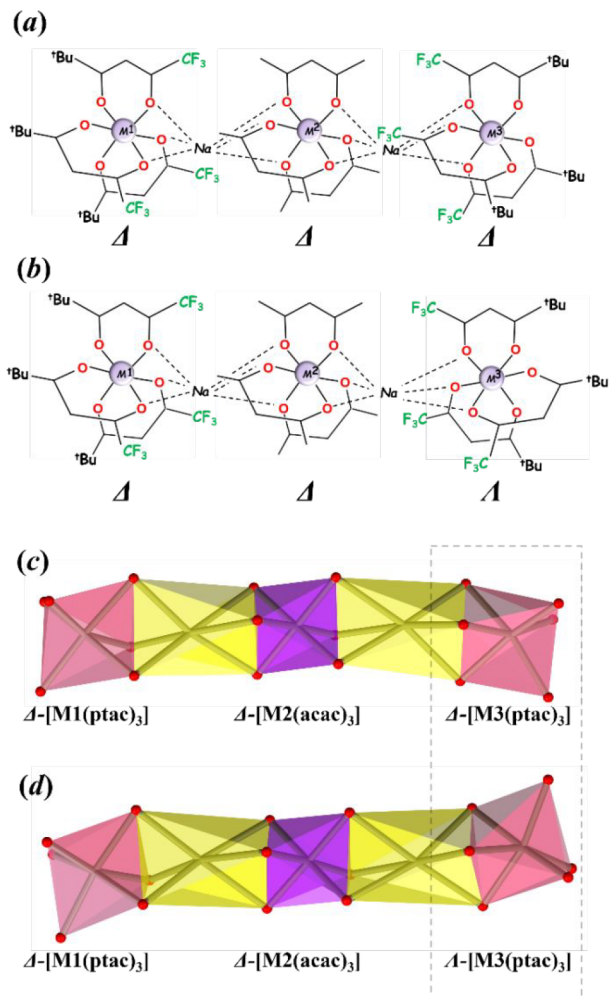 (a)
ᵗBu CF₃ F₃C ᵗBu
O O O O O O
ᵗBu O M¹ O O M² O F₃C O M³ O
Na Na
O O O O O O
CF₃ ᵗBu
ᵗBu CF₃ F₃C ᵗBu
Δ Δ Δ
(b)
ᵗBu CF₃ F₃C ᵗBu
O O O O O O
ᵗBu O M¹ O O M² O O M³ O ᵗBu
Na Na
O O O O O O
CF₃ F₃C
ᵗBu CF₃ F₃C ᵗBu
Δ Δ Λ
(c)
Δ-[M1(ptac)₃] Δ-[M2(acac)₃] Δ-[M3(ptac)₃]
(d)
Δ-[M1(ptac)₃] Δ-[M2(acac)₃] Λ-[M3(ptac)₃]